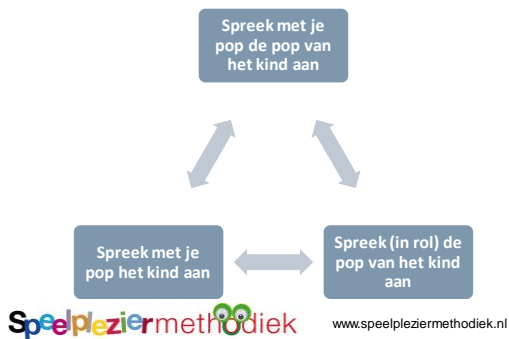 Spreek met je
pop de pop van
het kind aan
Spreek met je
pop het kind aan
Spreek (in rol) de
pop van het kind
aan
Speelpleziermethodiek
www.speelpleziermethodiek.nl